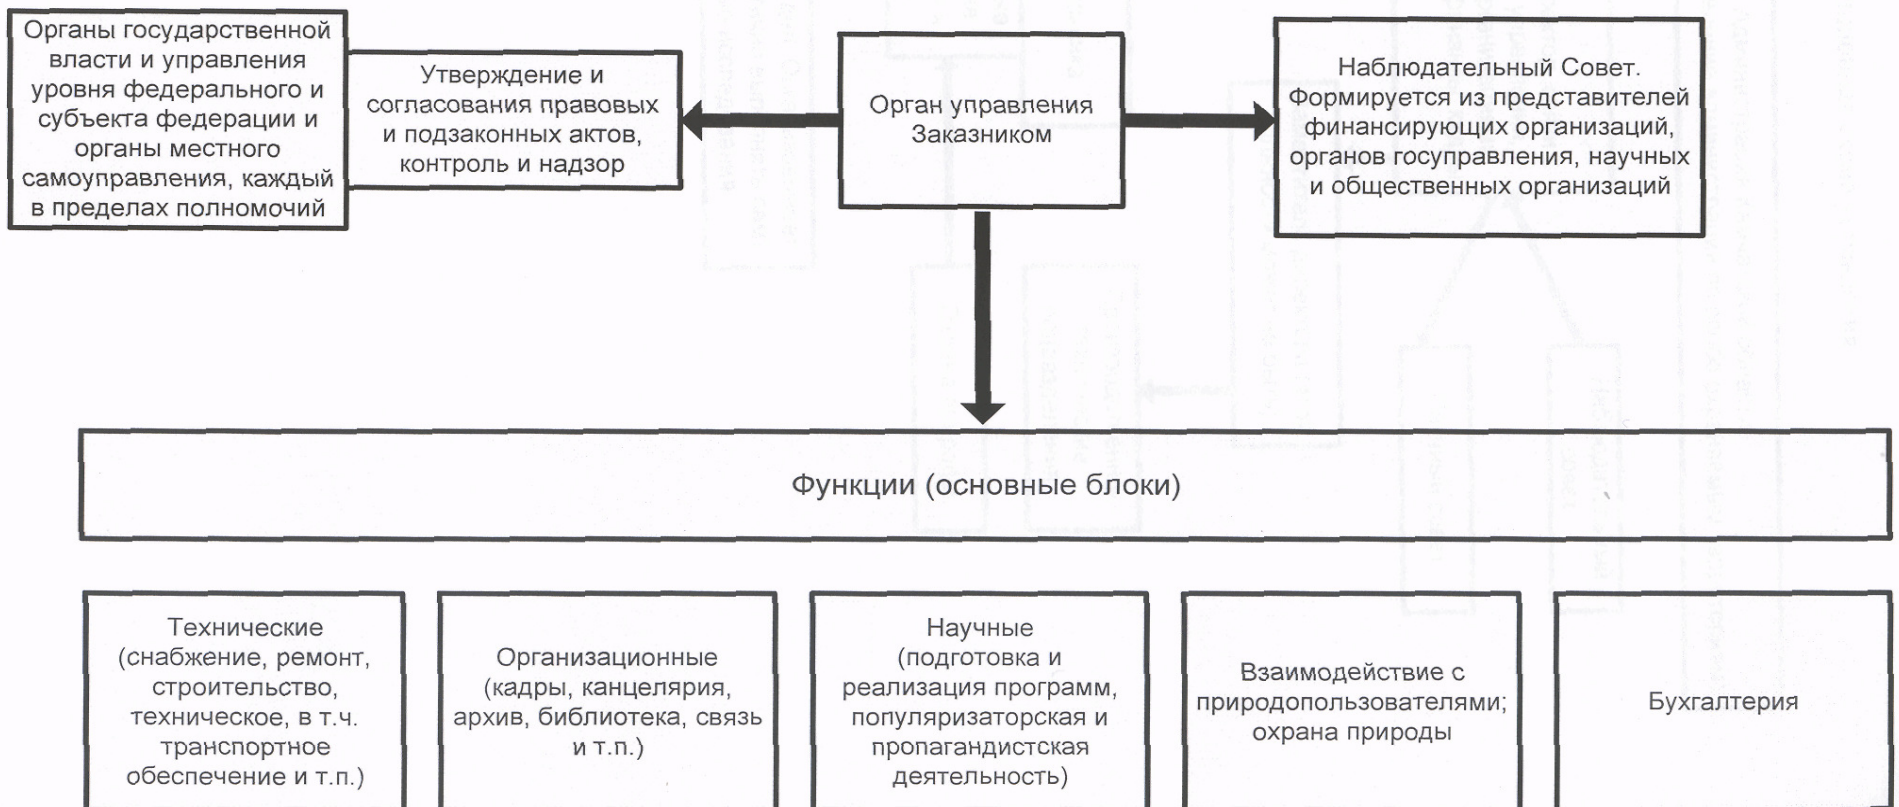 Органы государственной
власти и управления
уровня федерального и
субъекта федерации и
органы местного
самоуправления, каждый
в пределах полномочий
Утверждение и
согласования правовых
и подзаконных актов,
контроль и надзор
Орган управления
Заказником
Наблюдательный Совет.
Формируется из представителей
финансирующих организаций,
органов госуправления, научных
и общественных организаций
Функции (основные блоки)
Технические
(снабжение, ремонт,
строительство,
техническое, в т.ч.
транспортное
обеспечение и т.п.)
Организационные
(кадры, канцелярия,
архив, библиотека, связь
и т.п.)
Научные
(подготовка и
реализация программ,
популяризаторская и
пропагандистская
деятельность)
Взаимодействие с
природопользователями;
охрана природы
Бухгалтерия